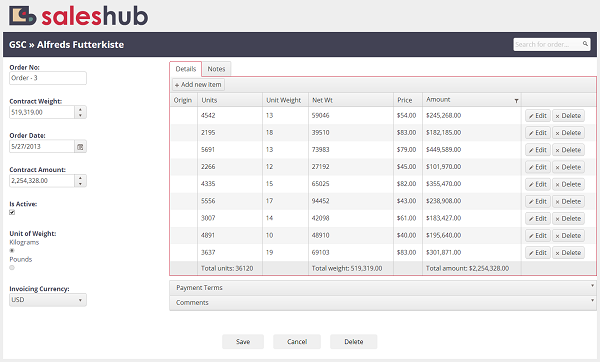 saleshub
GSC » Alfreds Futterkiste
Search for order...
Order No:
Order - 3
Contract Weight:
519,319.00
Order Date:
5/27/2013
Contract Amount:
2,254,328.00
Is Active:
Unit of Weight:
Kilograms
Pounds
Invoicing Currency:
USD
Details Notes
+ Add new item
Origin Units Unit Weight Net Wt Price Amount
4542 13 59046 $54.00 $245,268.00 Edit × Delete
2195 18 39510 $83.00 $182,185.00 Edit × Delete
5691 13 73983 $79.00 $449,589.00 Edit × Delete
2266 12 27192 $45.00 $101,970.00 Edit × Delete
4335 15 65025 $82.00 $355,470.00 Edit × Delete
5556 17 94452 $43.00 $238,908.00 Edit × Delete
3007 14 42098 $61.00 $183,427.00 Edit × Delete
4891 10 48910 $40.00 $195,640.00 Edit × Delete
3637 19 69103 $83.00 $301,871.00 Edit × Delete
Total units: 36120 Total weight: 519,319.00 Total amount: $2,254,328.00
Payment Terms
Comments
Save Cancel Delete